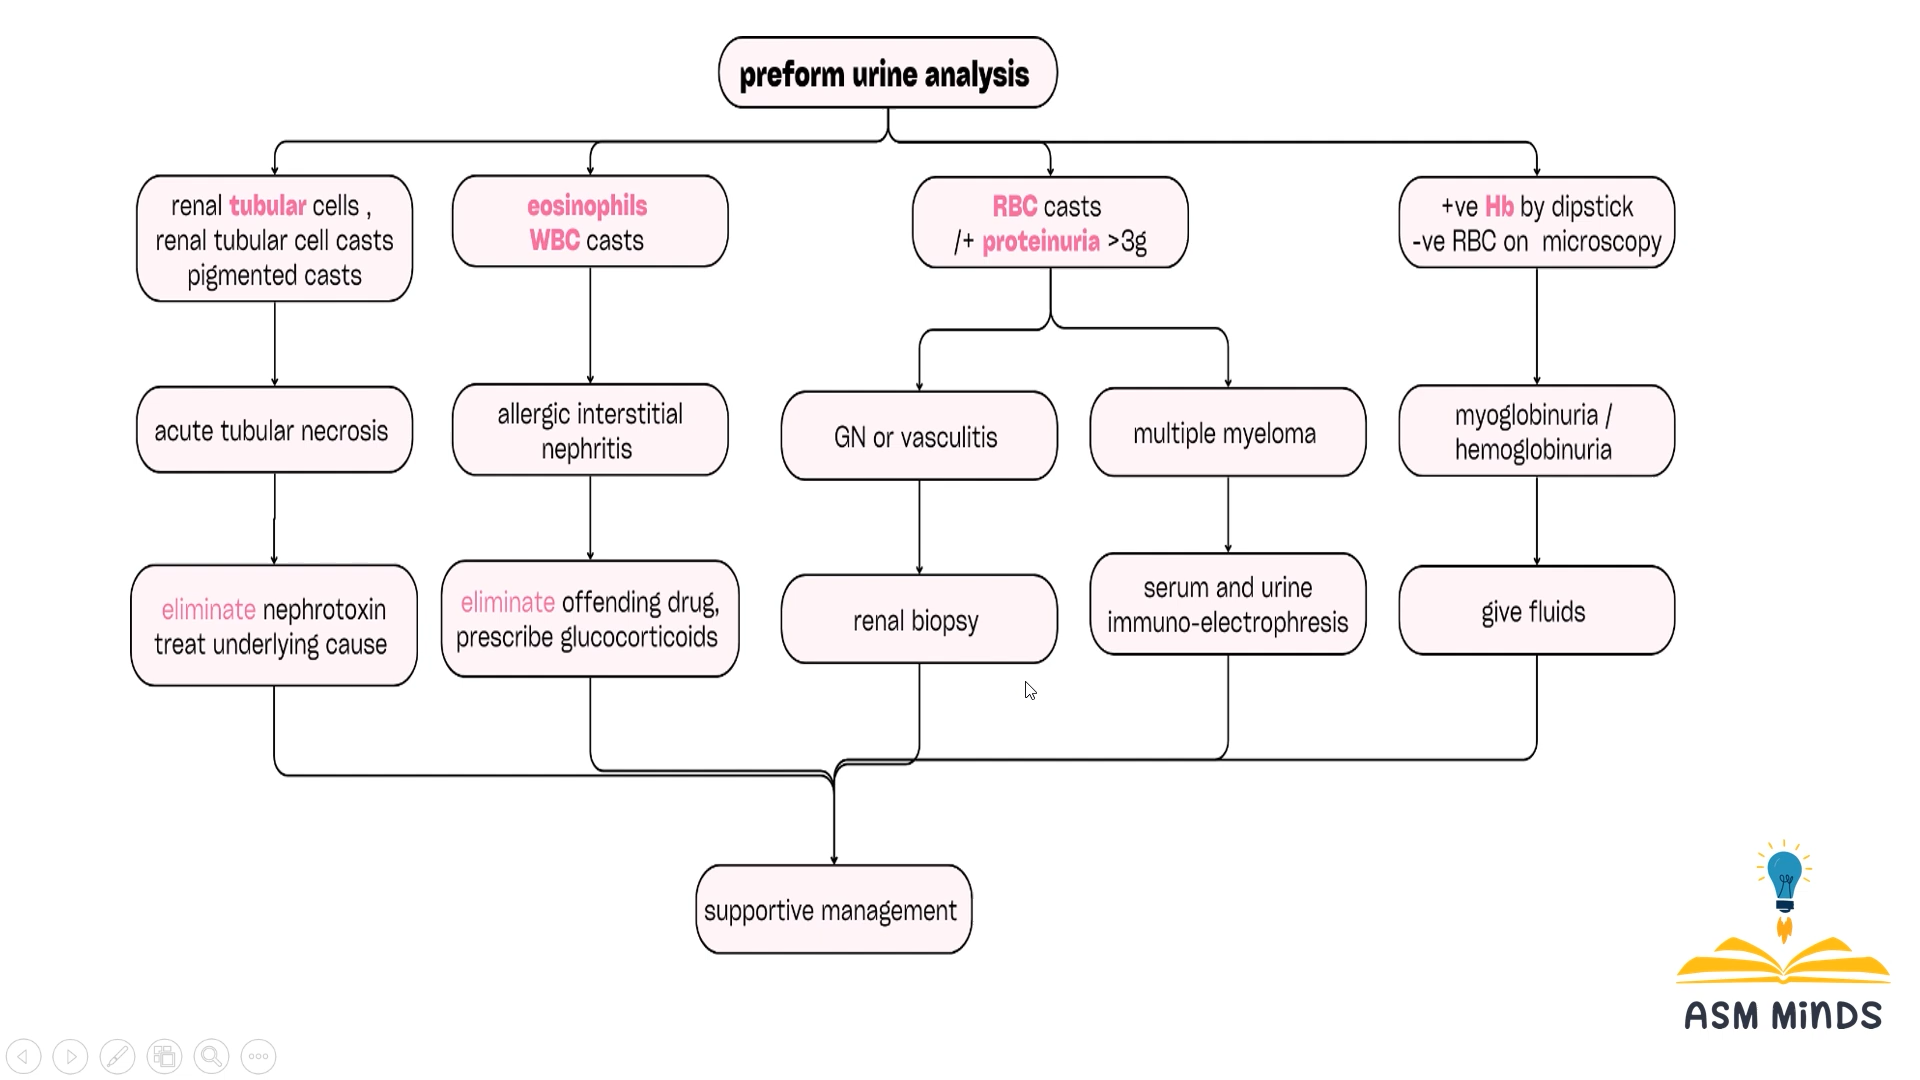 preform urine analysis
renal tubular cells ,
renal tubular cell casts
pigmented casts
eosinophils
WBC casts
RBC casts
/+ proteinuria >3g
+ve Hb by dipstick
-ve RBC on microscopy
acute tubular necrosis
allergic interstitial
nephritis
GN or vasculitis
multiple myeloma
myoglobinuria /
hemoglobinuria
eliminate nephrotoxin
treat underlying cause
eliminate offending drug,
prescribe glucocorticoids
renal biopsy
serum and urine
immuno-electrophresis
give fluids
supportive management
ASM MiNDS